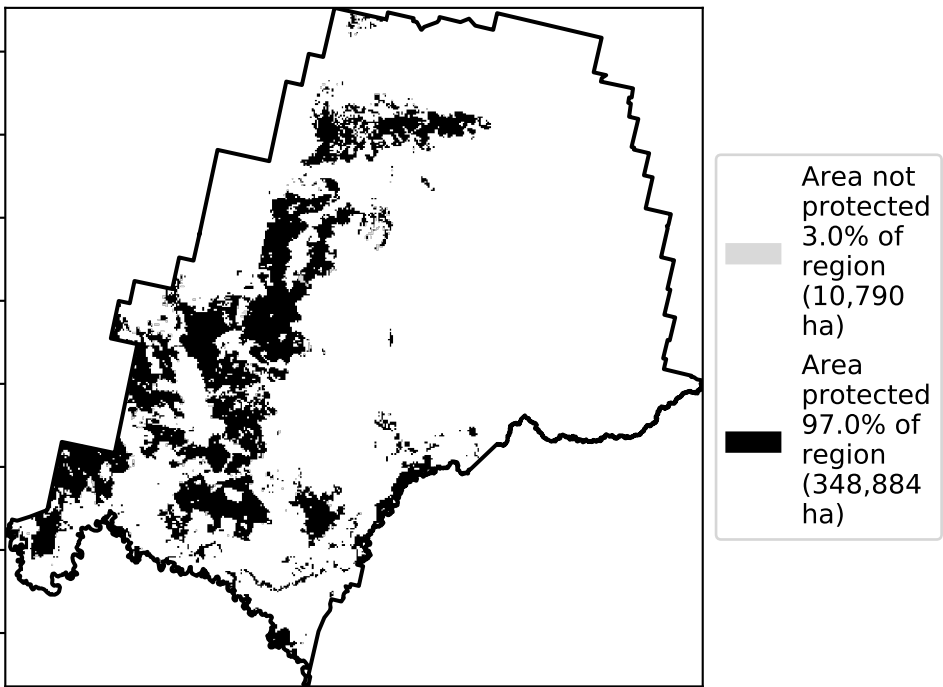 Area not
protected
3.0% of
region
(10,790
ha)
Area
protected
97.0% of
region
(348,884
ha)